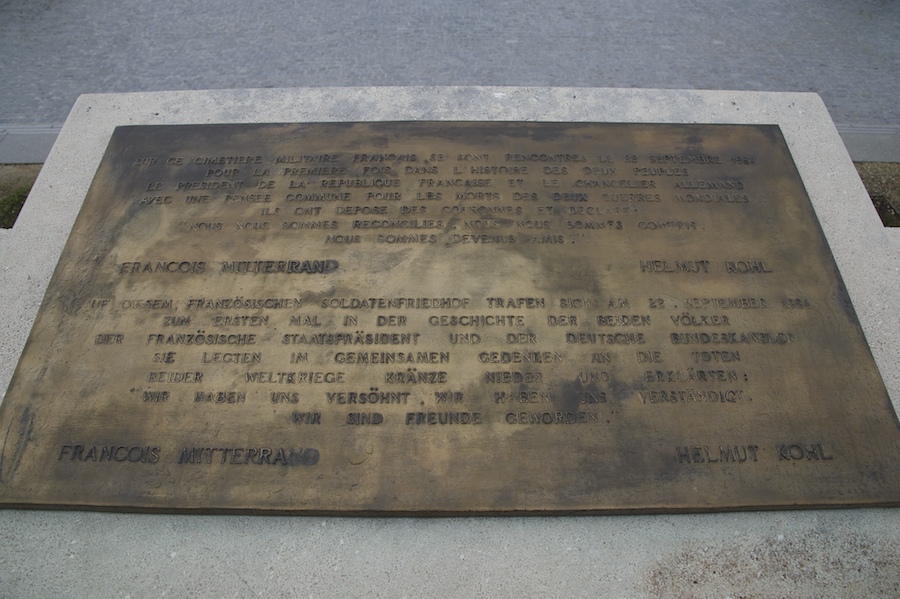 SUR CE CIMETIERE MILITAIRE FRANCAIS SE SONT RENCONTRES LE 22 SEPTEMBRE 1984
POUR LA PREMIERE FOIS DANS L'HISTOIRE DES DEUX PEUPLES
LE PRESIDENT DE LA REPUBLIQUE FRANCAISE ET LE CHANCELIER ALLEMAND
AVEC UNE PENSEE COMMUNE POUR LES MORTS DES DEUX GUERRES MONDIALES
ILS ONT DEPOSE DES COURONNES ET DECLARE:
"NOUS NOUS SOMMES RECONCILIES. NOUS NOUS SOMMES COMPRIS.
NOUS SOMMES DEVENUS AMIS."
FRANCOIS MITTERRAND HELMUT KOHL
AUF DIESEM FRANZÖSISCHEN SOLDATENFRIEDHOF TRAFEN SICH AM 22. SEPTEMBER 1984
ZUM ERSTEN MAL IN DER GESCHICHTE DER BEIDEN VÖLKER
DER FRANZÖSISCHE STAATSPRÄSIDENT UND DER DEUTSCHE BUNDESKANZLER
SIE LEGTEN IN GEMEINSAMEN GEDENKEN AN DIE TOTEN
BEIDER WELTKRIEGE KRÄNZE NIEDER UND ERKLÄRTEN:
"WIR HABEN UNS VERSÖHNT. WIR HABEN UNS VERSTÄNDIGT.
WIR SIND FREUNDE GEWORDEN."
FRANCOIS MITTERRAND HELMUT KOHL